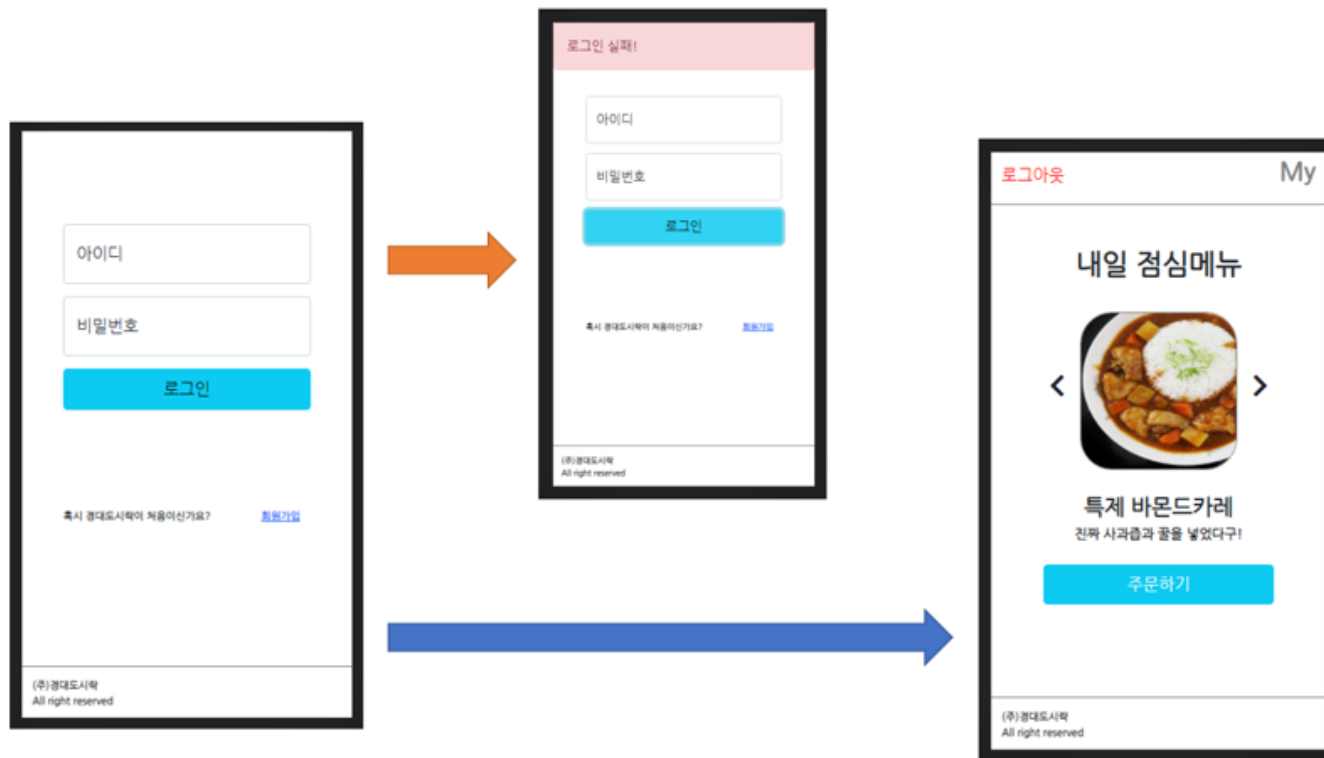 아이디
비밀번호
로그인
혹시 경대도시락이 처음이신가요? 회원가입
(주)경대도시락
All right reserved
로그인 실패!
아이디
비밀번호
로그인
혹시 경대도시락이 처음이신가요? 회원가입
(주)경대도시락
All right reserved
로그아웃 My
내일 점심메뉴
특제 바몬드카레
진짜 사과즙과 꿀을 넣었다구!
주문하기
(주)경대도시락
All right reserved